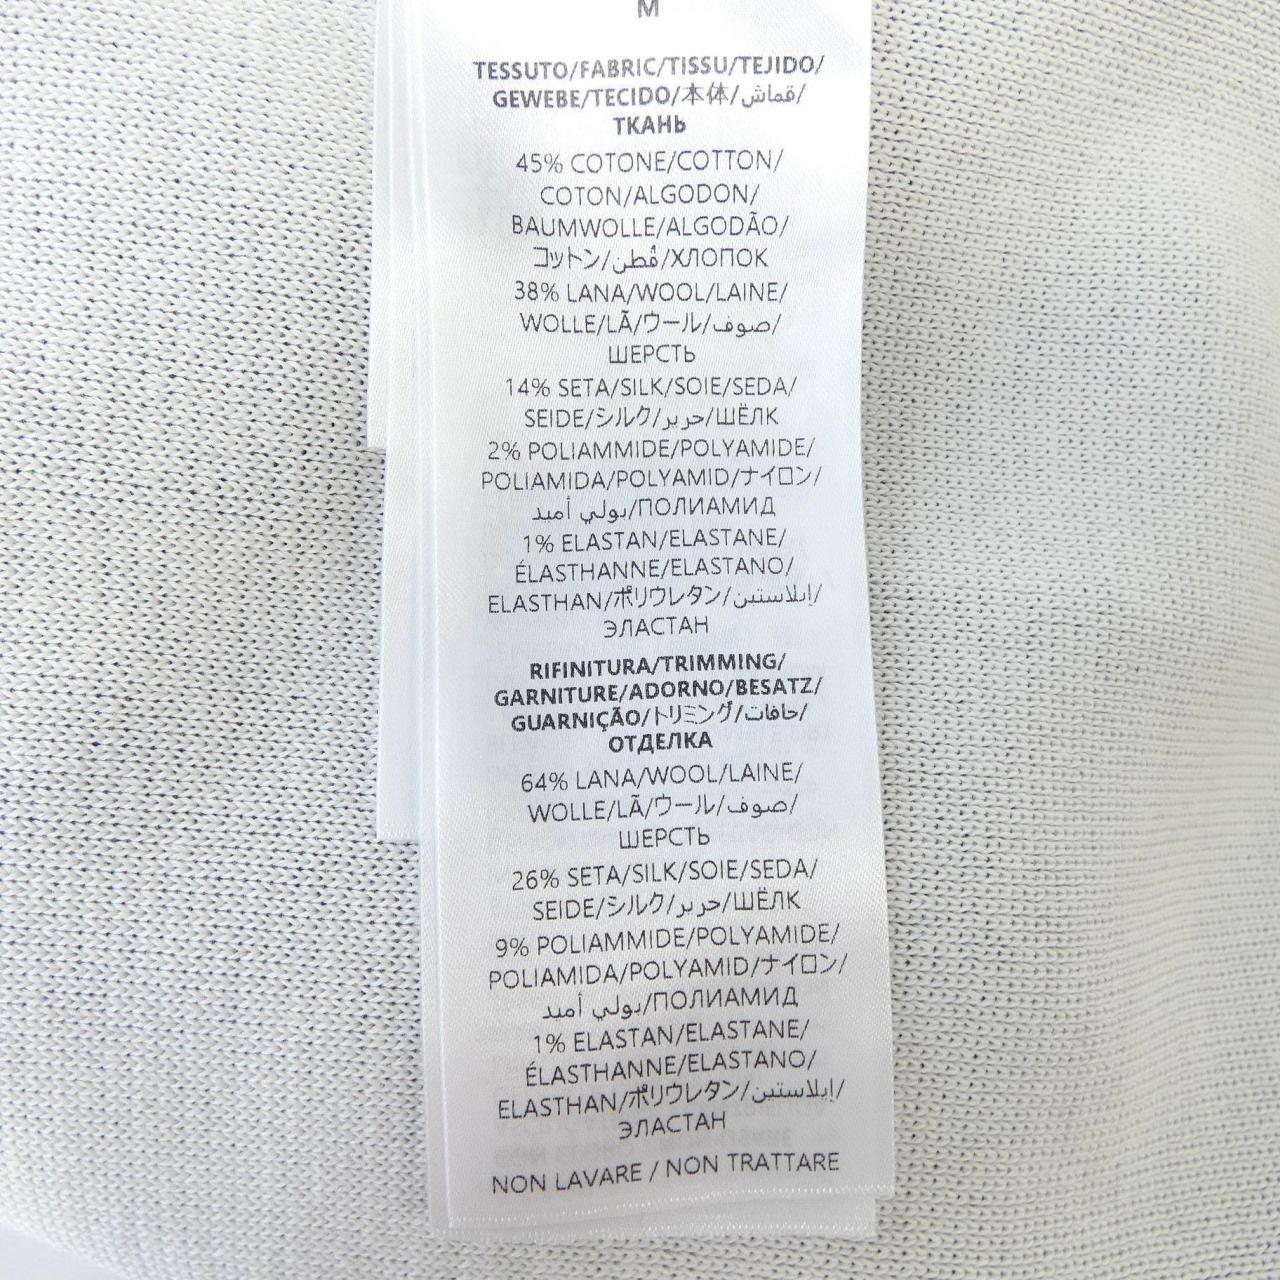 M
TESSUTO/FABRIC/TISSU/TEJIDO/
GEWEBE/TECIDO/本体/قماش/
ТКАНЬ
45% COTONE/COTTON/
COTON/ALGODON/
BAUMWOLLE/ALGODÃO/
コットン/قُطن/ХЛОПОК
38% LANA/WOOL/LAINE/
WOLLE/LÃ/ウール/صوف/
ШЕРСТЬ
14% SETA/SILK/SOIE/SEDA/
SEIDE/シルク/حرير/ШЁЛК
2% POLIAMMIDE/POLYAMIDE/
POLIAMIDA/POLYAMID/ナイロン/
بولي أميد/ПОЛИАМИД
1% ELASTAN/ELASTANE/
ÉLASTHANNE/ELASTANO/
ELASTHAN/ポリウレタン/إيلاستين/
ЭЛАСТАН
RIFINITURA/TRIMMING/
GARNITURE/ADORNO/BESATZ/
GUARNIÇÃO/トリミング/حافات/
ОТДЕЛКА
64% LANA/WOOL/LAINE/
WOLLE/LÃ/ウール/صوف/
ШЕРСТЬ
26% SETA/SILK/SOIE/SEDA/
SEIDE/シルク/حرير/ШЁЛК
9% POLIAMMIDE/POLYAMIDE/
POLIAMIDA/POLYAMID/ナイロン/
بولي أميد/ПОЛИАМИД
1% ELASTAN/ELASTANE/
ÉLASTHANNE/ELASTANO/
ELASTHAN/ポリウレタン/إيلاستين/
ЭЛАСТАН
NON LAVARE / NON TRATTARE